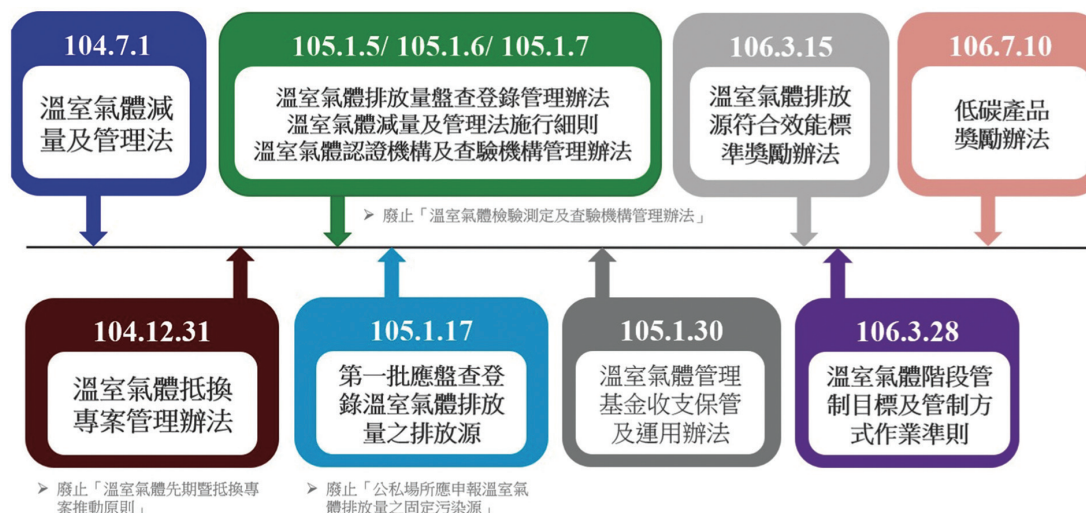 104.7.1
溫室氣體減
量及管理法
105.1.5/ 105.1.6/ 105.1.7
溫室氣體排放量盤查登錄管理辦法
溫室氣體減量及管理法施行細則
溫室氣體認證機構及查驗機構管理辦法
106.3.15
溫室氣體排放
源符合效能標
準獎勵辦法
106.7.10
低碳產品
獎勵辦法
➢ 廢止「溫室氣體檢驗測定及查驗機構管理辦法」
104.12.31
溫室氣體抵換
專案管理辦法
➢ 廢止「溫室氣體先期暨抵換專
案推動原則」
105.1.17
第一批應盤查登
錄溫室氣體排放
量之排放源
➢ 廢止「公私場所應申報溫室氣
體排放量之固定污染源」
105.1.30
溫室氣體管理
基金收支保管
及運用辦法
106.3.28
溫室氣體階段管
制目標及管制方
式作業準則